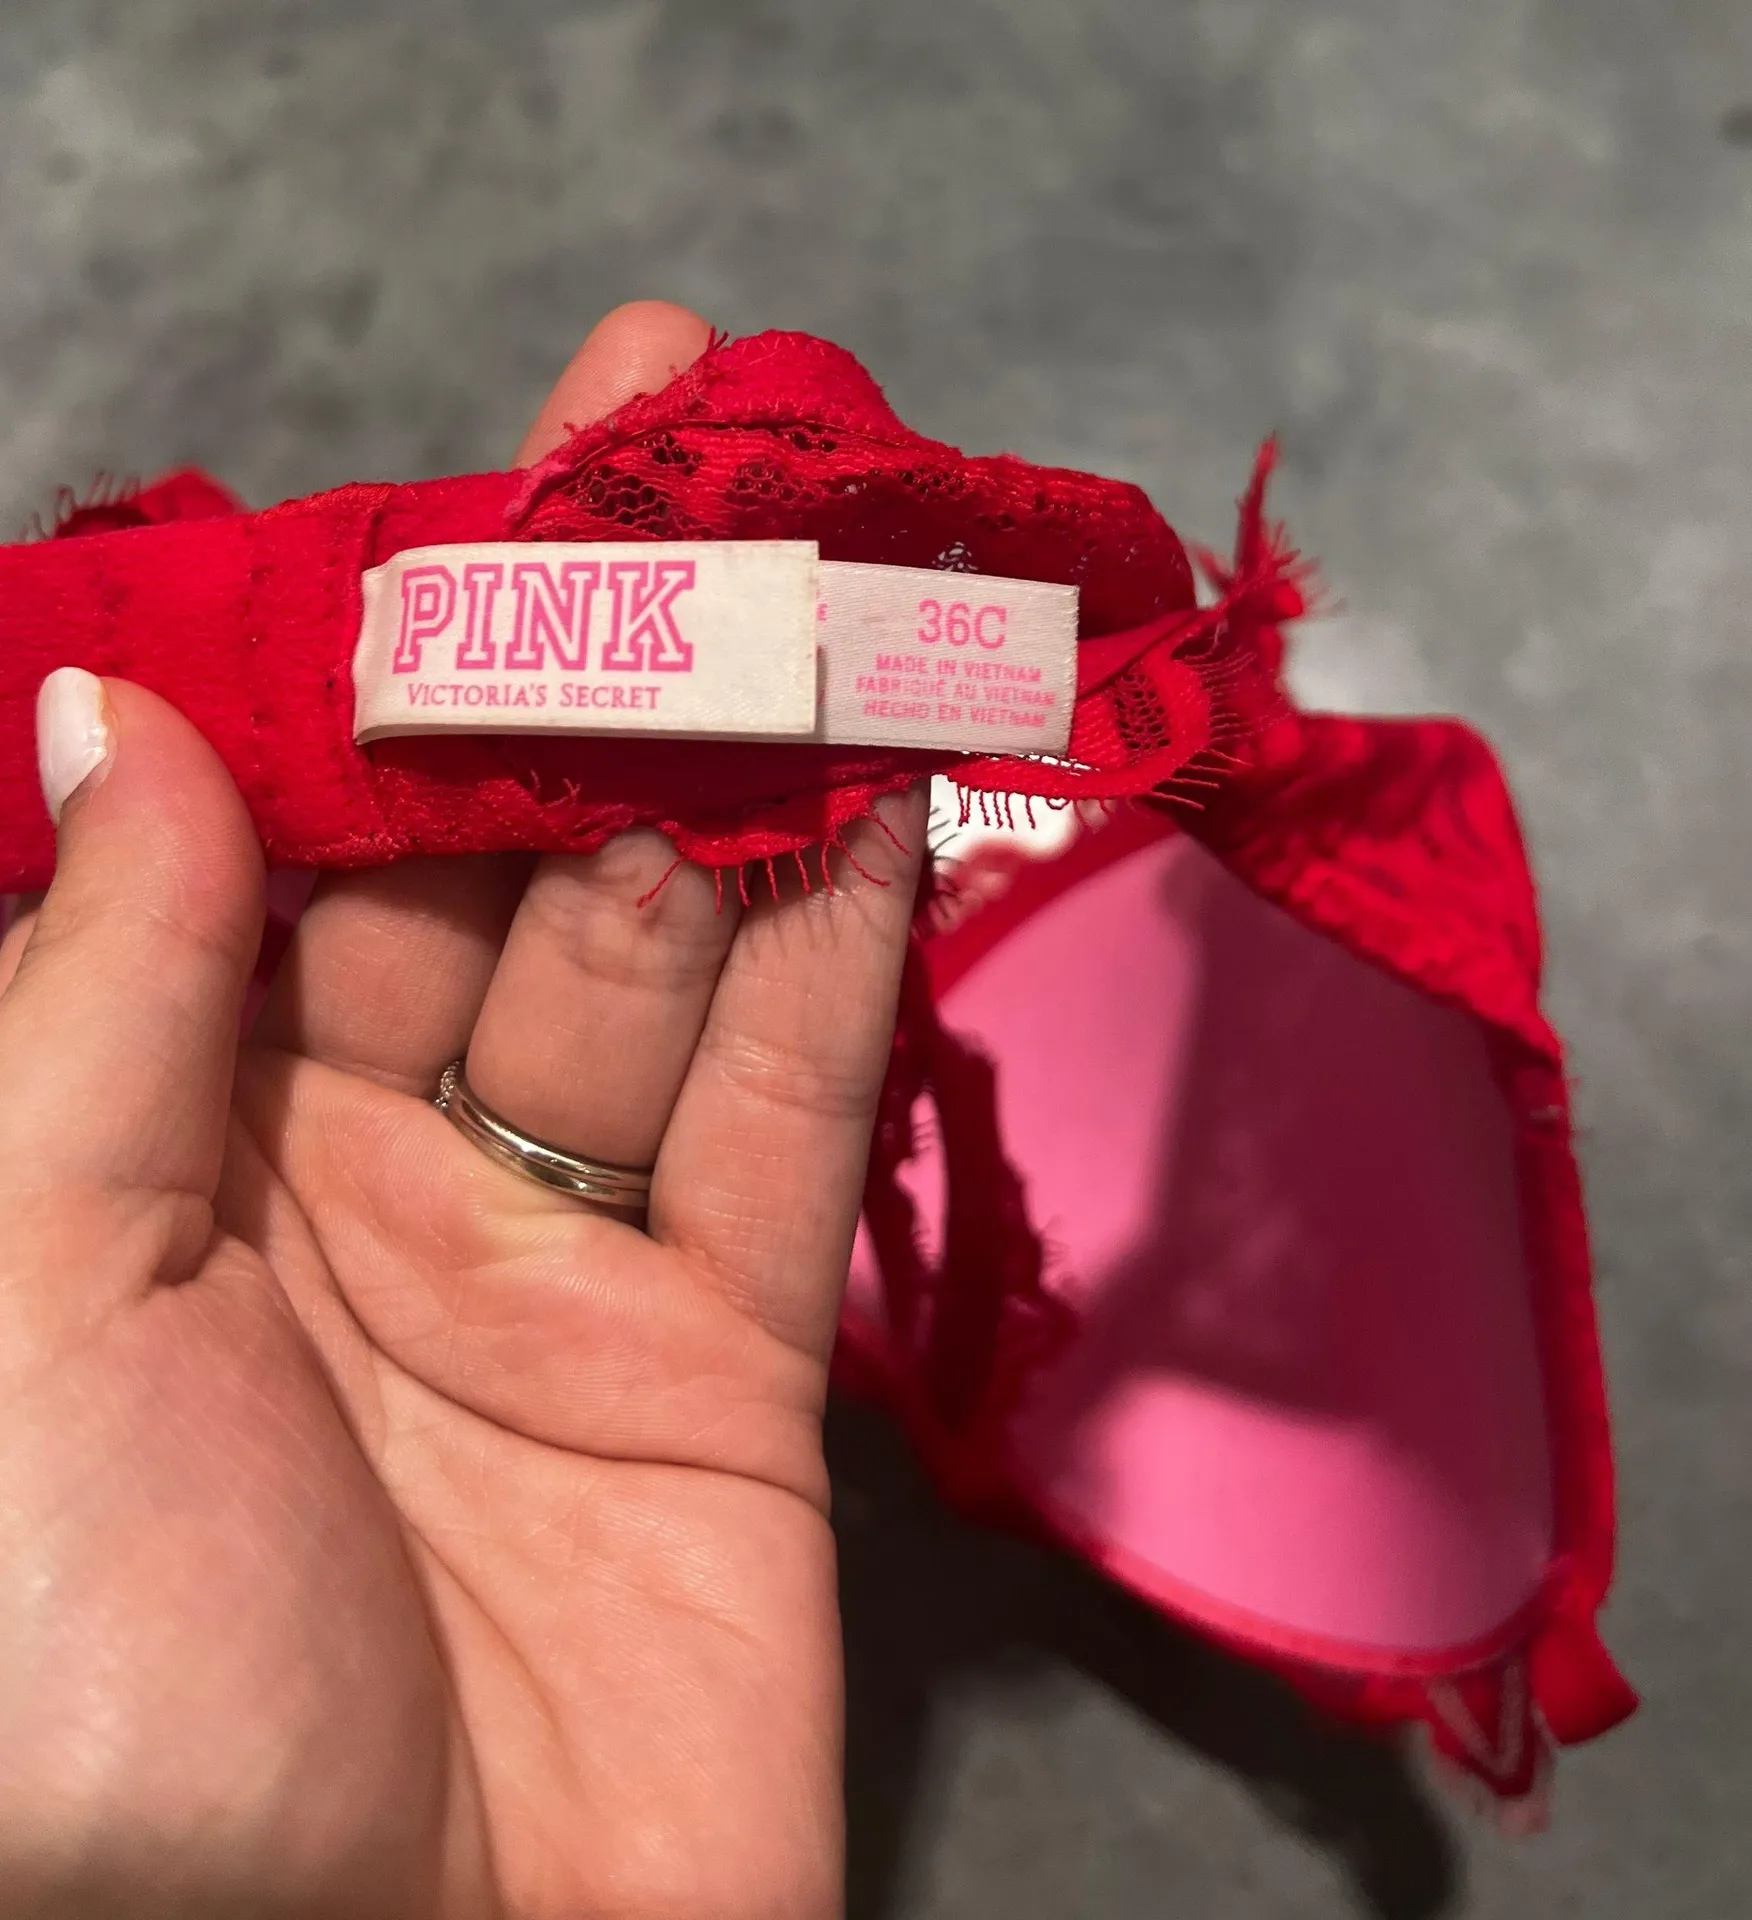 PINK
VICTORIA'S SECRET
E
36C
MADE IN VIETNAM
FABRIQUÉ AU VIETNAM
HECHO EN VIETNAM